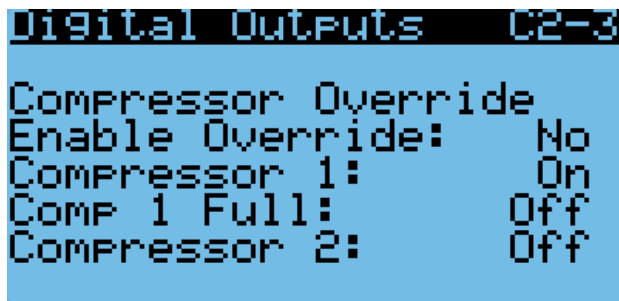 Digital Outputs C2-3
Compressor Override
Enable Override: No
Compressor 1: On
Comp 1 Full: Off
Compressor 2: Off